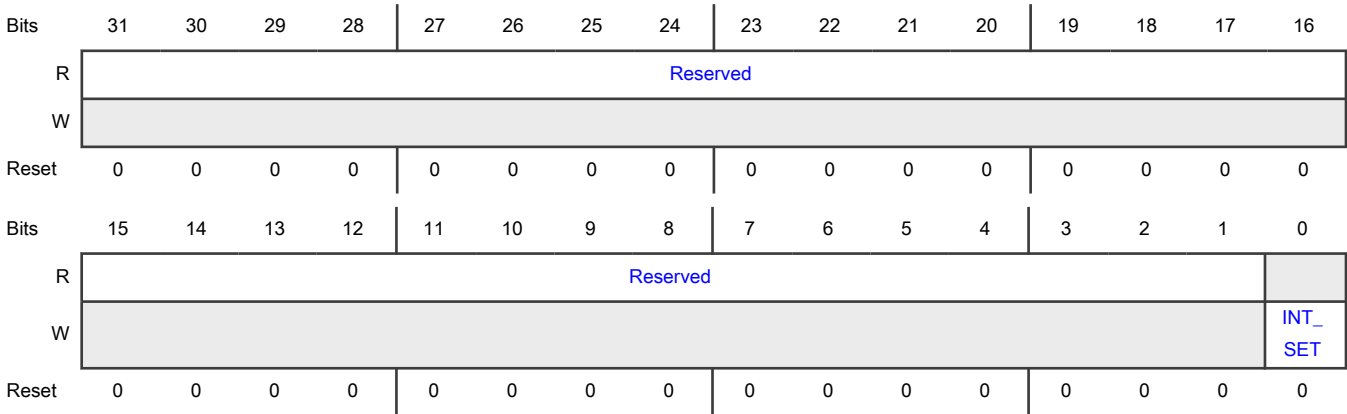 Bits 31 30 29 28 27 26 25 24 23 22 21 20 19 18 17 16
R Reserved
W
Reset 0 0 0 0 0 0 0 0 0 0 0 0 0 0 0 0
Bits 15 14 13 12 11 10 9 8 7 6 5 4 3 2 1 0
R Reserved
W INT_
SET
Reset 0 0 0 0 0 0 0 0 0 0 0 0 0 0 0 0